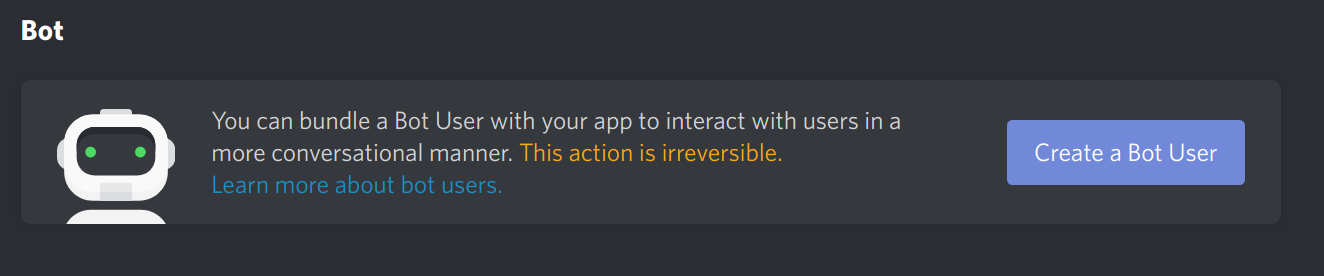 Bot
You can bundle a Bot User with your app to interact with users in a
more conversational manner. This action is irreversible.
Learn more about bot users.
Create a Bot User